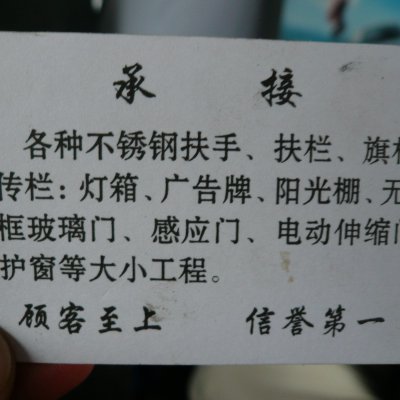 承接
各种不锈钢扶手、扶栏、旗
传栏：灯箱、广告牌、阳光棚、无
框玻璃门、感应门、电动伸缩门
护窗等大小工程。
顾客至上 信誉第一